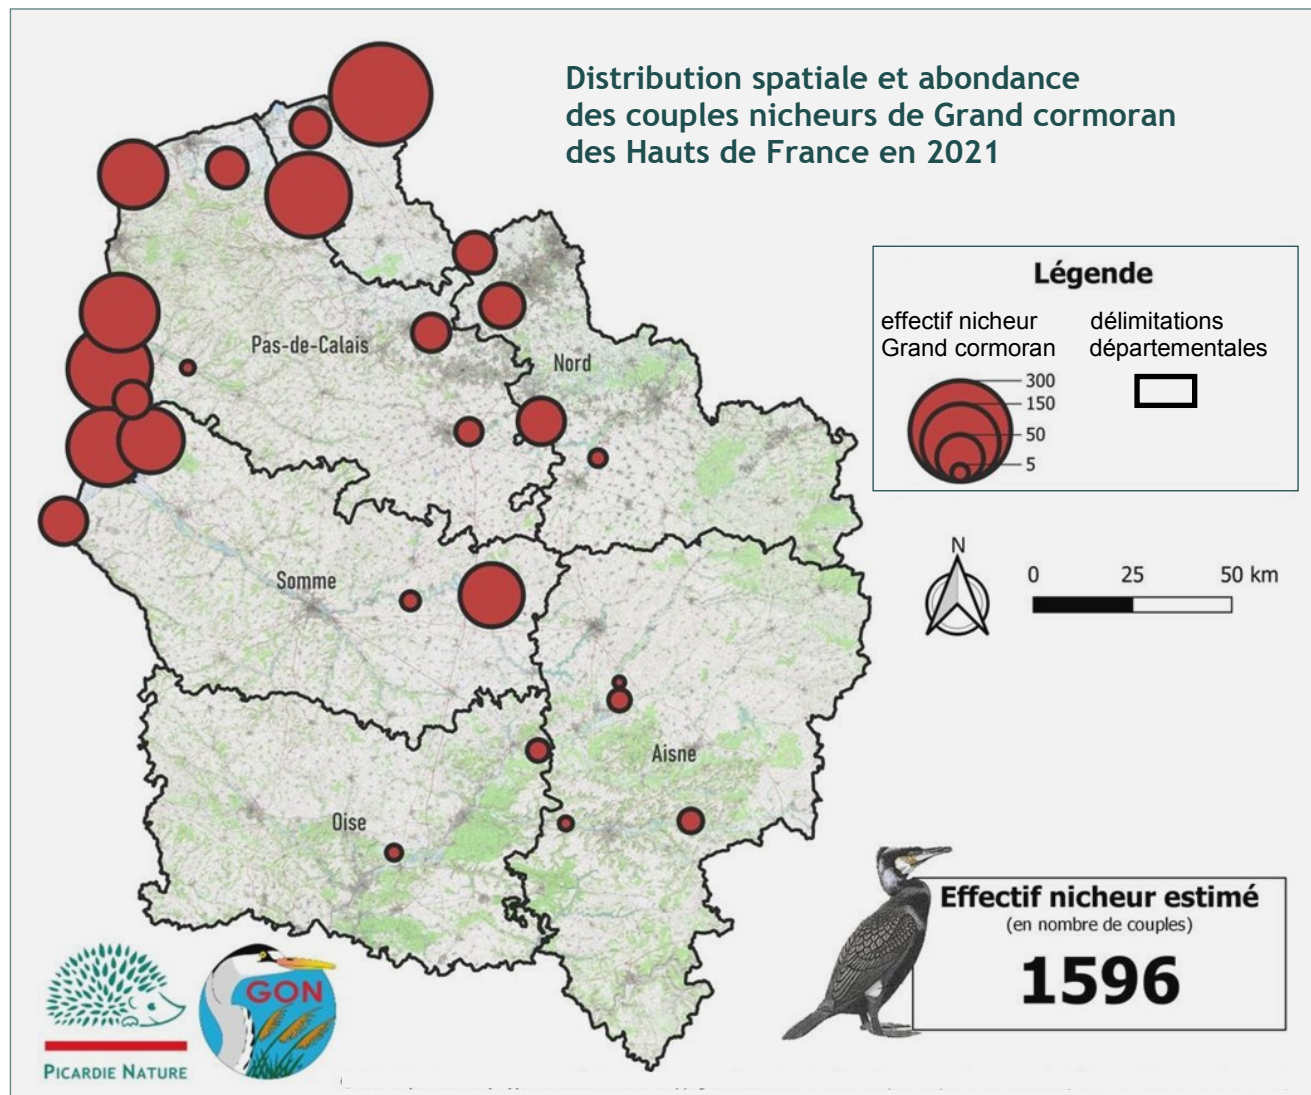 Distribution spatiale et abondance
des couples nicheurs de Grand cormoran
des Hauts de France en 2021
Légende
effectif nicheur
Grand cormoran
délimitations
départementales
300
150
50
5
Pas-de-Calais
Nord
N
0 25 50 km
Somme
Aisne
Oise
Effectif nicheur estimé
(en nombre de couples)
1596
GON
PICARDIE NATURE